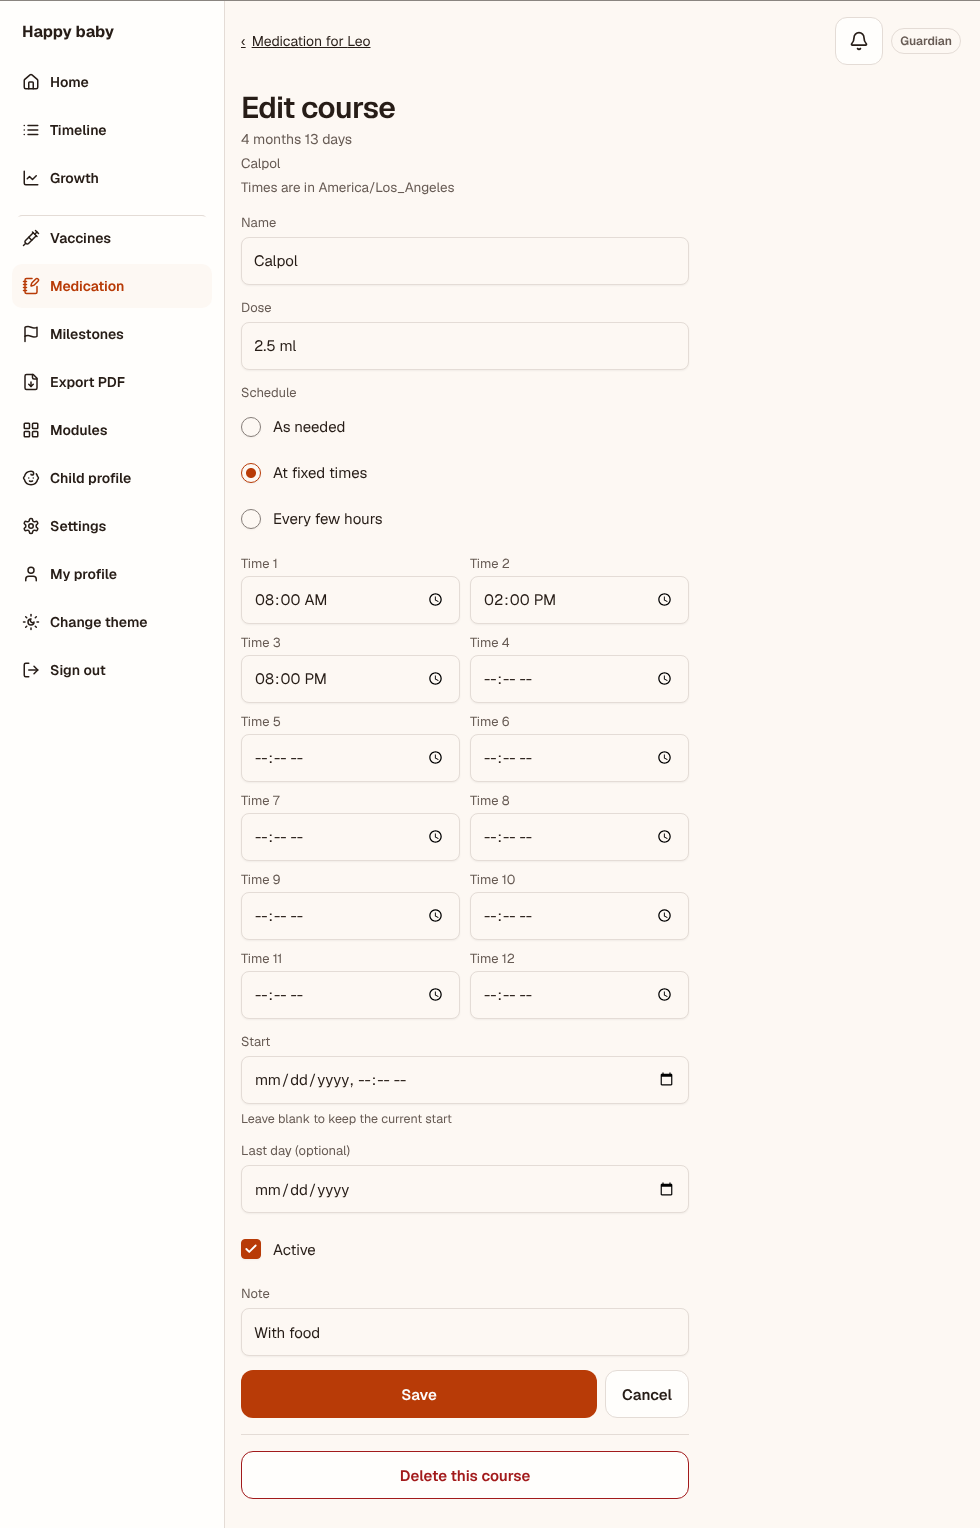 Happy baby
Home
Timeline
Growth
Vaccines
Medication
Milestones
Export PDF
Modules
Child profile
Settings
My profile
Change theme
Sign out
‹ Medication for Leo
Guardian
Edit course
4 months 13 days
Calpol
Times are in America/Los_Angeles
Name
Calpol
Dose
2.5 ml
Schedule
As needed
At fixed times
Every few hours
Time 1
08:00 AM
Time 2
02:00 PM
Time 3
08:00 PM
Time 4
--:-- --
Time 5
--:-- --
Time 6
--:-- --
Time 7
--:-- --
Time 8
--:-- --
Time 9
--:-- --
Time 10
--:-- --
Time 11
--:-- --
Time 12
--:-- --
Start
mm/dd/yyyy, --:-- --
Leave blank to keep the current start
Last day (optional)
mm/dd/yyyy
Active
Note
With food
Save
Cancel
Delete this course